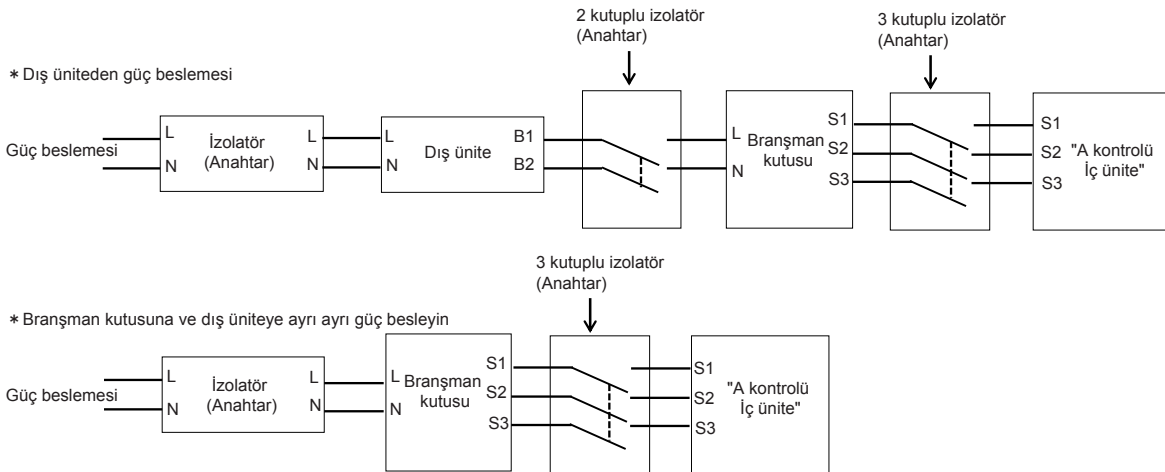 2 kutuplu izolatör
(Anahtar)
3 kutuplu izolatör
(Anahtar)
* Dış üniteden güç beslemesi
Güç beslemesi
L
N
İzolatör
(Anahtar)
L
N
L
N
Dış ünite
B1
B2
L
N
Branşman
kutusu
S1
S2
S3
S1
S2
S3
"A kontrolü
İç ünite"
3 kutuplu izolatör
(Anahtar)
* Branşman kutusuna ve dış üniteye ayrı ayrı güç besleyin
Güç beslemesi
L
N
İzolatör
(Anahtar)
L
N
L
N
Branşman
kutusu
S1
S2
S3
S1
S2
S3
"A kontrolü
İç ünite"